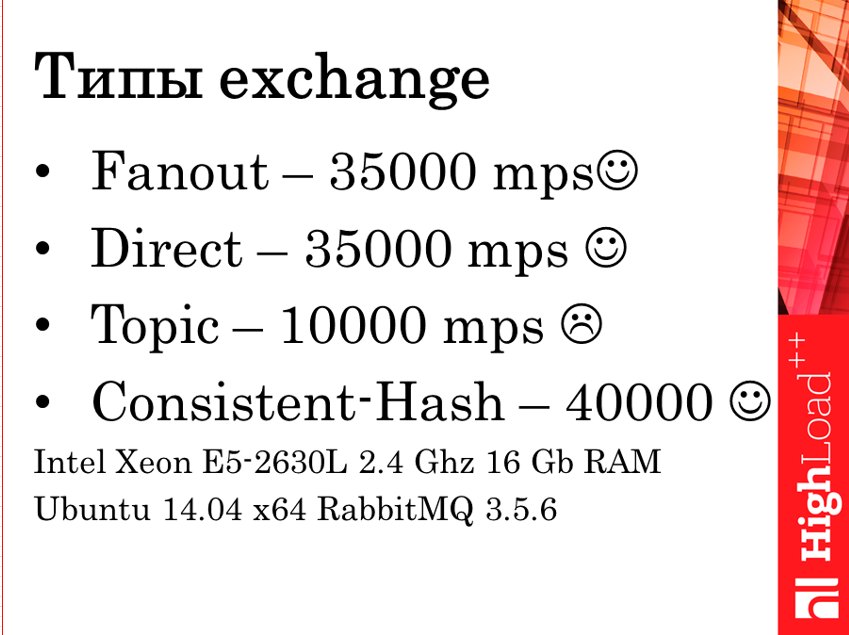 Типы exchange
• Fanout – 35000 mps☺
• Direct – 35000 mps ☺
• Topic – 10000 mps ☹
• Consistent-Hash – 40000 ☺
Intel Xeon E5-2630L 2.4 Ghz 16 Gb RAM
Ubuntu 14.04 x64 RabbitMQ 3.5.6
HighLoad++